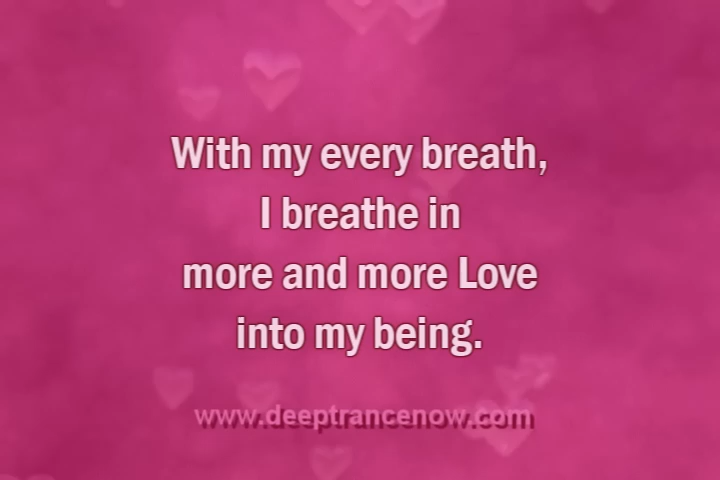 With my every breath,
I breathe in
more and more Love
into my being.
www.deeptrancenow.com